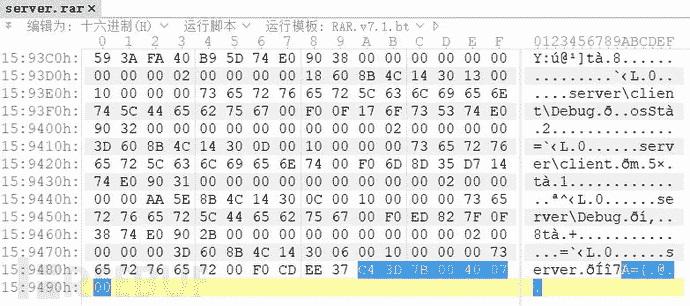 server.rar ×
编辑为: 十六进制(H) 运行脚本 运行模板: RAR.v7.1.bt
0 1 2 3 4 5 6 7 8 9 A B C D E F 0123456789ABCDEF
15:93C0h: 59 3A FA 40 B9 5D 74 E0 90 38 00 00 00 00 00 00 Y:ú@¹]tà.8......
15:93D0h: 00 00 00 02 00 00 00 00 18 60 8B 4C 14 30 13 00 .........`‹L.0..
15:93E0h: 10 00 00 00 73 65 72 76 65 72 5C 63 6C 69 65 6E ....server\clien
15:93F0h: 74 5C 44 65 62 75 67 00 F0 0F 17 6F 73 53 74 E0 t\Debug.ð..osStà
15:9400h: 90 32 00 00 00 00 00 00 00 00 00 02 00 00 00 00 .2..............
15:9410h: 3D 60 8B 4C 14 30 0D 00 10 00 00 00 73 65 72 76 =`‹L.0......serv
15:9420h: 65 72 5C 63 6C 69 65 6E 74 00 F0 6D 8D 35 D7 14 er\client.ðm.5×.
15:9430h: 74 E0 90 31 00 00 00 00 00 00 00 00 00 02 00 00 tà.1............
15:9440h: 00 00 AA 5E 8B 4C 14 30 0C 00 10 00 00 00 73 65 ..ª^‹L.0......se
15:9450h: 72 76 65 72 5C 44 65 62 75 67 00 F0 ED 82 7F 0F rver\Debug.ðí‚..
15:9460h: 38 74 E0 90 2B 00 00 00 00 00 00 00 00 00 02 00 8tà.+...........
15:9470h: 00 00 00 3D 60 8B 4C 14 30 06 00 10 00 00 00 73 ...=`‹L.0......s
15:9480h: 65 72 76 65 72 00 F0 CD EE 37 C4 3D 7B 00 40 07 erver.ðÍî7Ä={.@.
15:9490h: 00 .